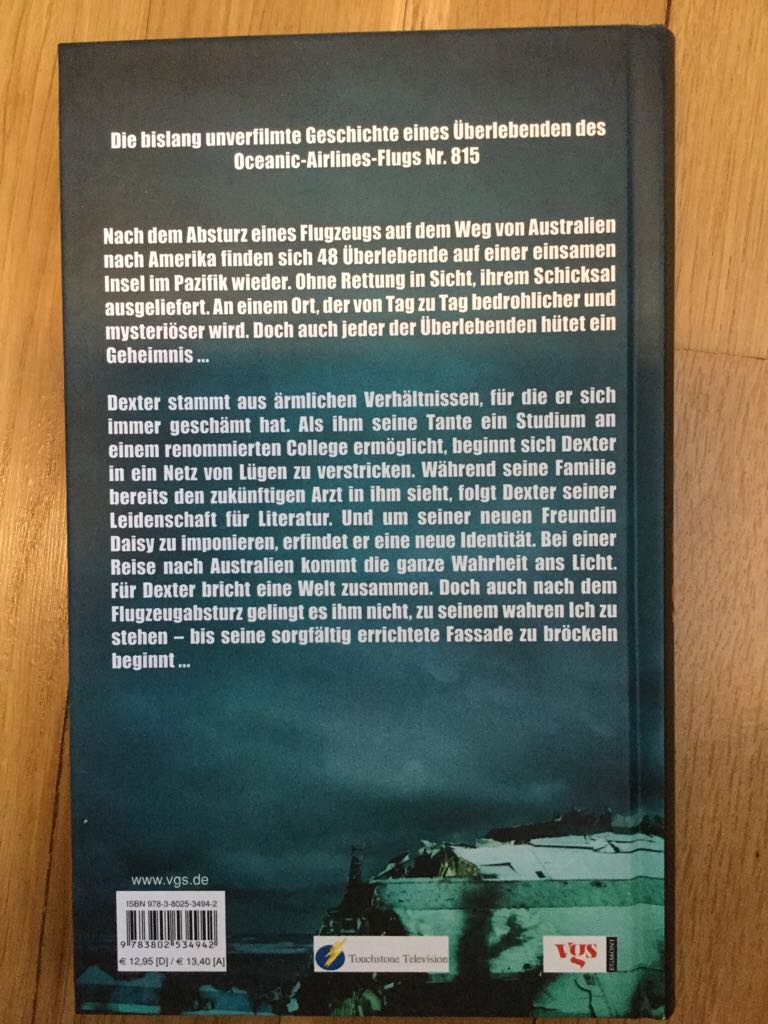 Die bislang unverfilmte Geschichte eines Überlebenden des
Oceanic-Airlines-Flugs Nr. 815
Nach dem Absturz eines Flugzeugs auf dem Weg von Australien
nach Amerika finden sich 48 Überlebende auf einer einsamen
Insel im Pazifik wieder. Ohne Rettung in Sicht, ihrem Schicksal
ausgeliefert. An einem Ort, der von Tag zu Tag bedrohlicher und
mysteriöser wird. Doch auch jeder der Überlebenden hütet ein
Geheimnis ...
Dexter stammt aus ärmlichen Verhältnissen, für die er sich
immer geschämt hat. Als ihm seine Tante ein Studium an
einem renommierten College ermöglicht, beginnt sich Dexter
in ein Netz von Lügen zu verstricken. Während seine Familie
bereits den zukünftigen Arzt in ihm sieht, folgt Dexter seiner
Leidenschaft für Literatur. Und um seiner neuen Freundin
Daisy zu imponieren, erfindet er eine neue Identität. Bei einer
Reise nach Australien kommt die ganze Wahrheit ans Licht.
Für Dexter bricht eine Welt zusammen. Doch auch nach dem
Flugzeugabsturz gelingt es ihm nicht, zu seinem wahren Ich zu
stehen – bis seine sorgfältig errichtete Fassade zu bröckeln
beginnt ...
www.vgs.de
ISBN 978-3-8025-3494-2
9 783802 534942
€ 12,95 [D] / € 13,40 [A]
Touchstone Television
vgs
EGMONT